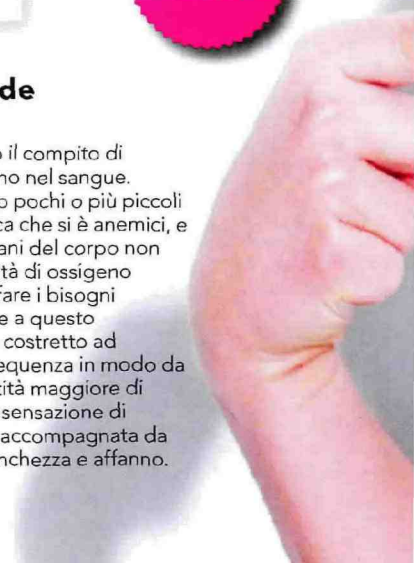 de
il compito di
no nel sangue.
o pochi o più piccoli
ca che si è anemici, e
ani del corpo non
tà di ossigeno
fare i bisogni
e a questo
costretto ad
equenza in modo da
tità maggiore di
sensazione di
accompagnata da
nchezza e affanno.